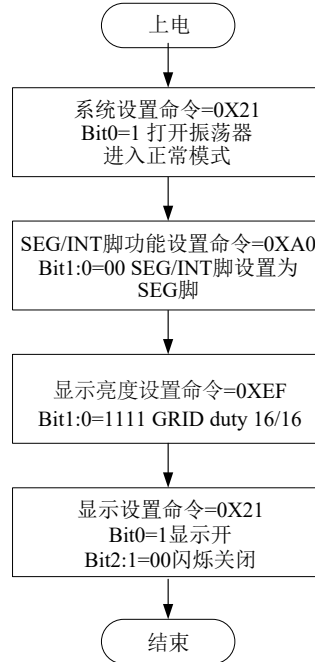 上电
系统设置命令=0X21
Bit0=1 打开振荡器
进入正常模式
SEG/INT脚功能设置命令=0XA0
Bit1:0=00 SEG/INT脚设置为
SEG脚
显示亮度设置命令=0XEF
Bit1:0=1111 GRID duty 16/16
显示设置命令=0X21
Bit0=1显示开
Bit2:1=00闪烁关闭
结束